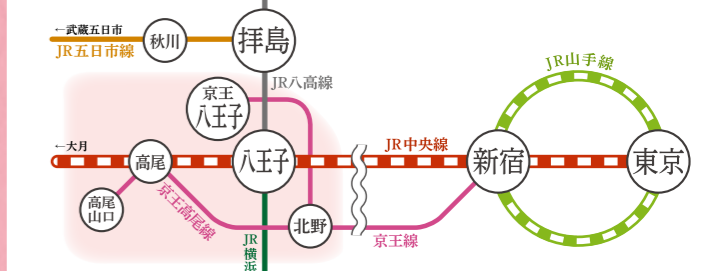 ←武蔵五日市
JR五日市線
秋川
拝島
JR八高線
京王
八王子
JR山手線
←大月
高尾
八王子
JR中央線
新宿
東京
高尾
山口
京王高尾線
北野
京王線
JR横浜